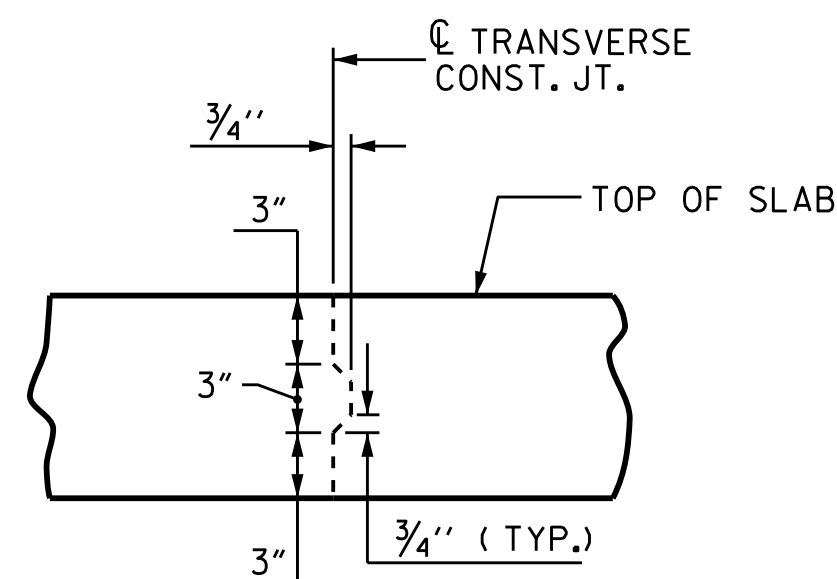 ℄ TRANSVERSE
CONST. JT.
3/4''
3"
TOP OF SLAB
3"
3/4'' (TYP.)
3"